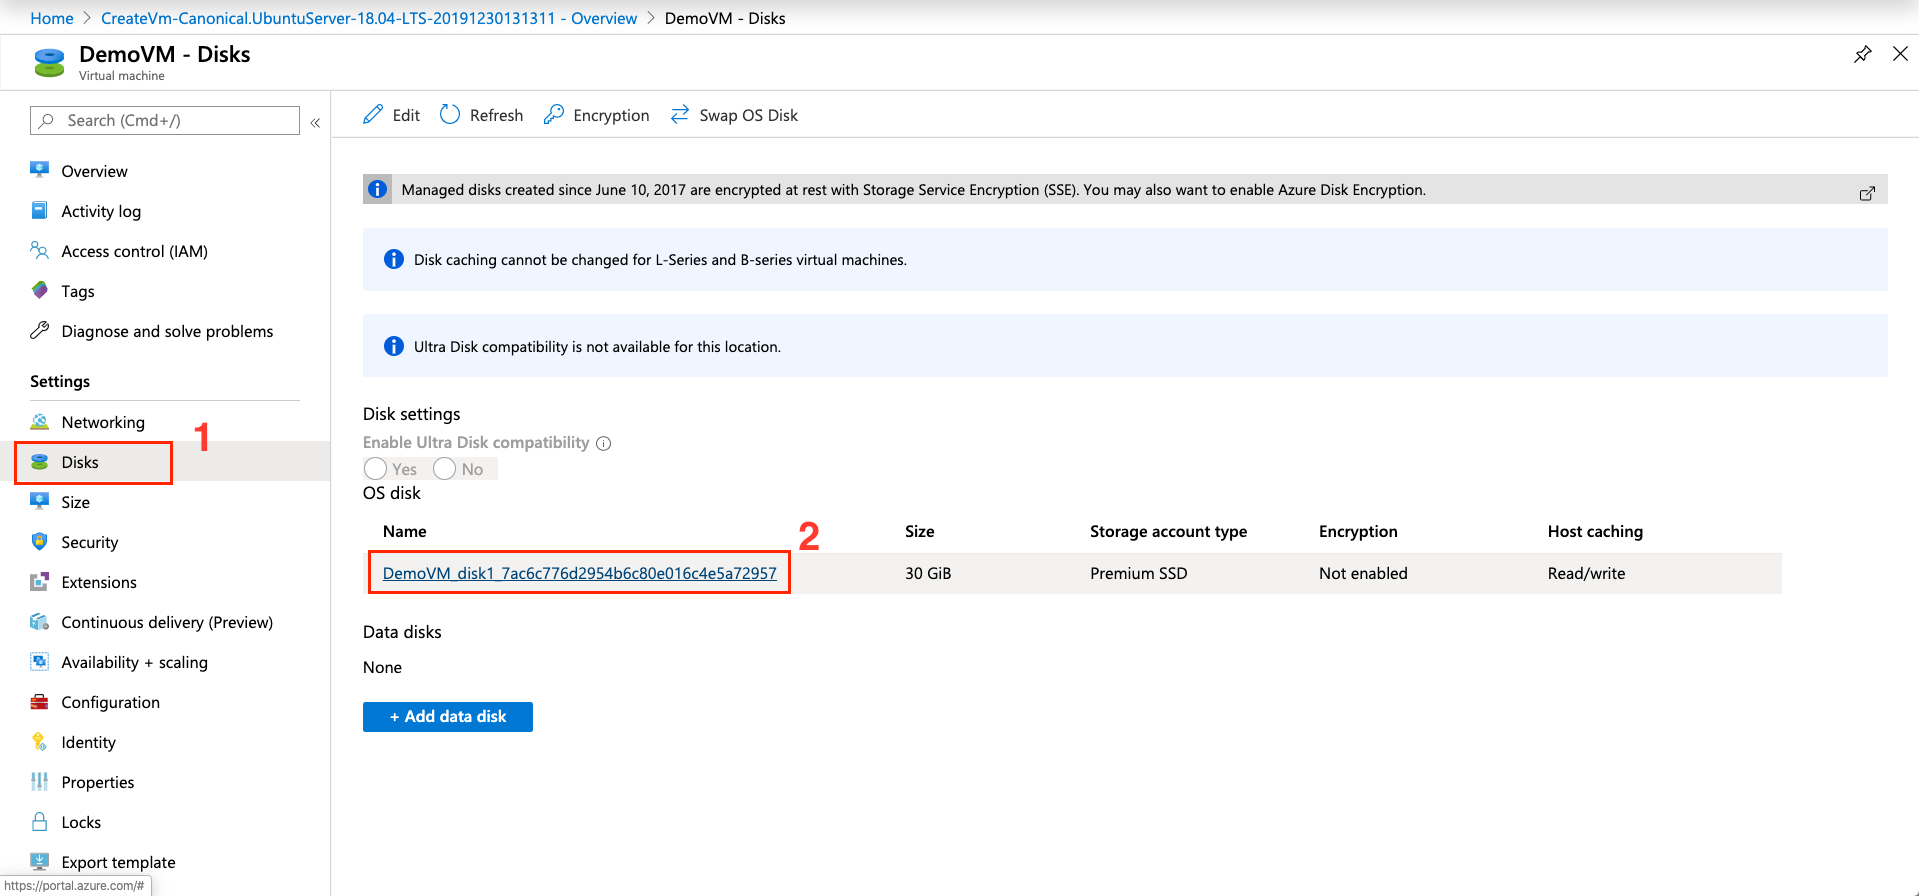 Home > CreateVm-Canonical.UbuntuServer-18.04-LTS-20191230131311 - Overview > DemoVM - Disks
DemoVM - Disks
Virtual machine
Search (Cmd+/)
«
Overview
Activity log
Access control (IAM)
Tags
Diagnose and solve problems
Settings
Networking
1
Disks
Size
Security
Extensions
Continuous delivery (Preview)
Availability + scaling
Configuration
Identity
Properties
Locks
Export template
https://portal.azure.com/#
Edit Refresh Encryption Swap OS Disk
Managed disks created since June 10, 2017 are encrypted at rest with Storage Service Encryption (SSE). You may also want to enable Azure Disk Encryption.
Disk caching cannot be changed for L-Series and B-series virtual machines.
Ultra Disk compatibility is not available for this location.
Disk settings
Enable Ultra Disk compatibility
Yes No
OS disk
Name Size Storage account type Encryption Host caching
2
DemoVM_disk1_7ac6c776d2954b6c80e016c4e5a72957 30 GiB Premium SSD Not enabled Read/write
Data disks
None
+ Add data disk